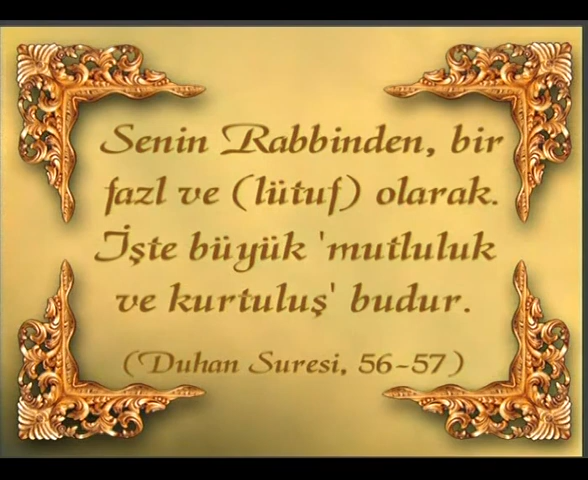 Senin Rabbinden, bir
fazl ve (lütuf) olarak.
İşte büyük 'mutluluk
ve kurtuluş' budur.
(Duhan Suresi, 56-57)